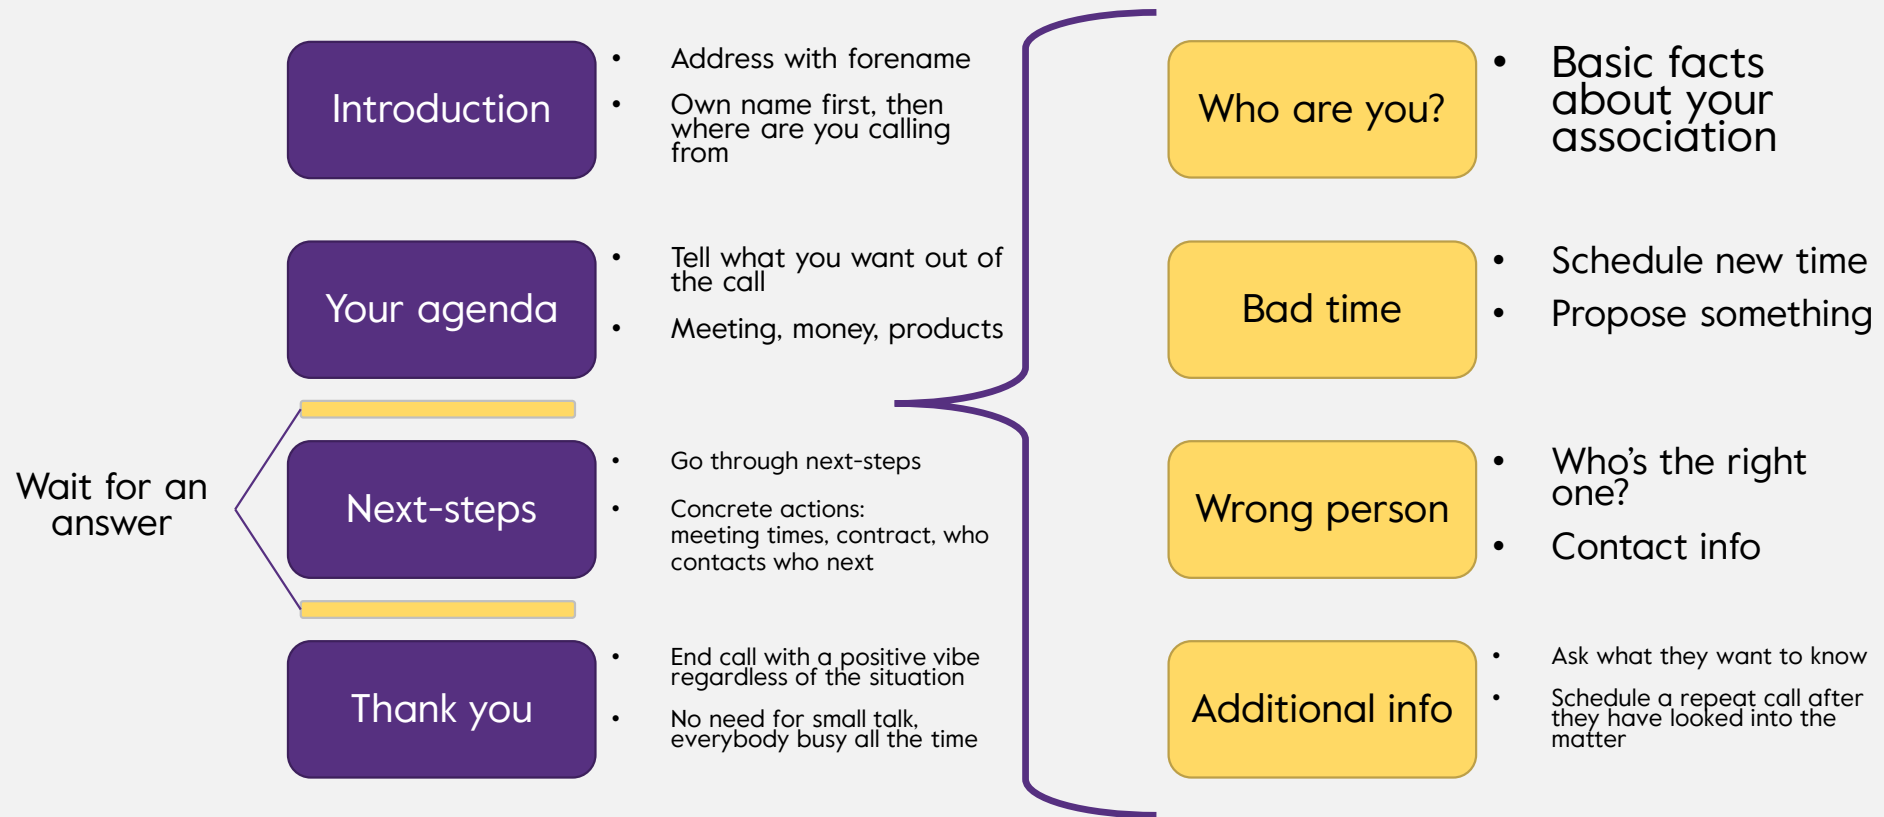 Introduction
• Address with forename
• Own name first, then
where are you calling
from
Your agenda
• Tell what you want out of
the call
• Meeting, money, products
Wait for an
answer
Next-steps
• Go through next-steps
• Concrete actions:
meeting times, contract, who
contacts who next
Thank you
• End call with a positive vibe
regardless of the situation
• No need for small talk,
everybody busy all the time
Who are you?
• Basic facts
about your
association
Bad time
• Schedule new time
• Propose something
Wrong person
• Who's the right
one?
• Contact info
Additional info
• Ask what they want to know
• Schedule a repeat call after
they have looked into the
matter